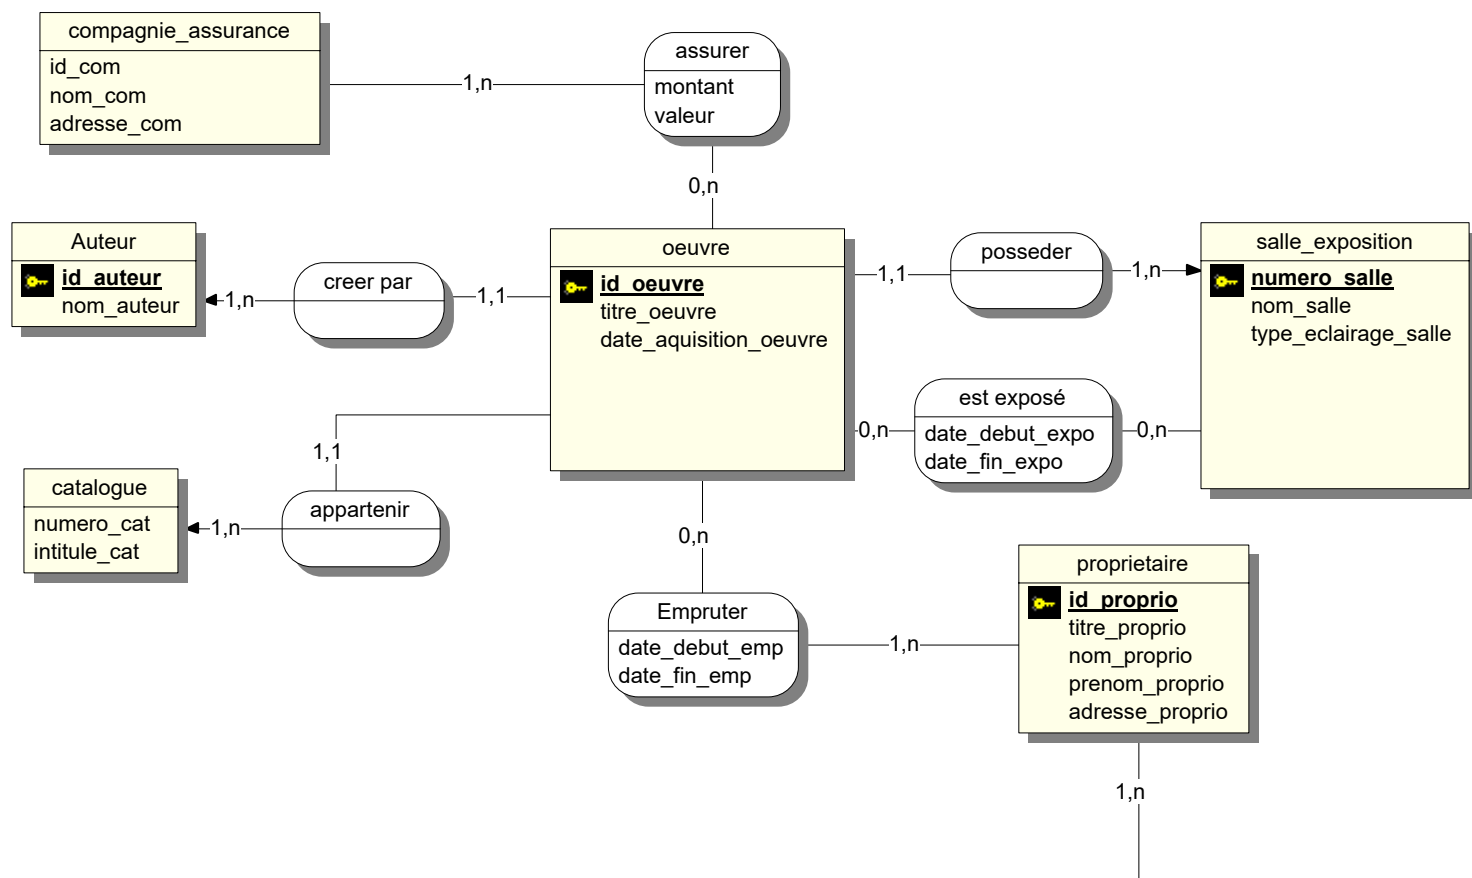 compagnie_assurance
id_com
nom_com
adresse_com
1,n
assurer
montant
valeur
0,n
Auteur
id_auteur
nom_auteur
1,n
creer par
1,1
oeuvre
id_oeuvre
titre_oeuvre
date_aquisition_oeuvre
1,1
posseder
1,n
salle_exposition
numero_salle
nom_salle
type_eclairage_salle
0,n
est exposé
date_debut_expo
date_fin_expo
0,n
1,1
catalogue
numero_cat
intitule_cat
1,n
appartenir
0,n
Empruter
date_debut_emp
date_fin_emp
1,n
proprietaire
id_proprio
titre_proprio
nom_proprio
prenom_proprio
adresse_proprio
1,n